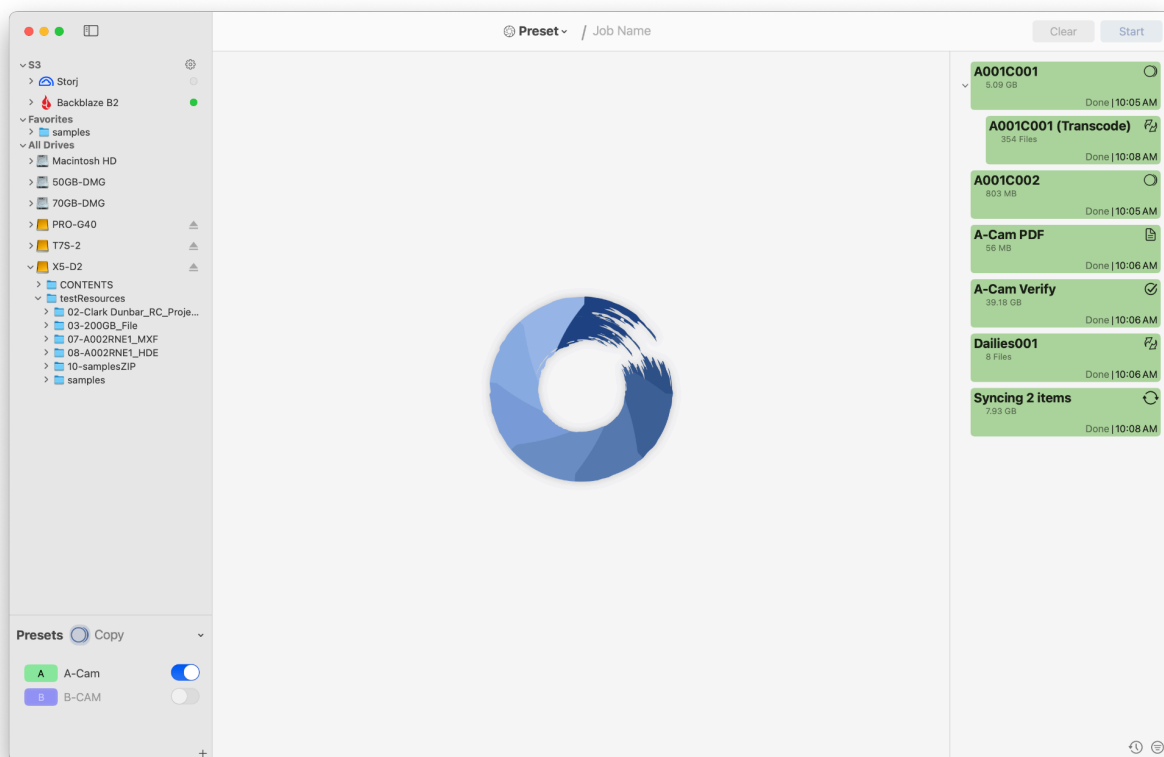 Preset
/ Job Name
Clear
Start
S3
Storj
Backblaze B2
Favorites
samples
All Drives
Macintosh HD
50GB-DMG
70GB-DMG
PRO-G40
T7S-2
X5-D2
CONTENTS
testResources
02-Clark Dunbar_RC_Proje...
03-200GB_File
07-A002RNE1_MXF
08-A002RNE1_HDE
10-samplesZIP
samples
Presets Copy
A A-Cam
B B-CAM
A001C001
5.09 GB
Done | 10:05 AM
A001C001 (Transcode)
354 Files
Done | 10:08 AM
A001C002
803 MB
Done | 10:05 AM
A-Cam PDF
56 MB
Done | 10:06 AM
A-Cam Verify
39.18 GB
Done | 10:06 AM
Dailies001
8 Files
Done | 10:06 AM
Syncing 2 items
7.93 GB
Done | 10:08 AM